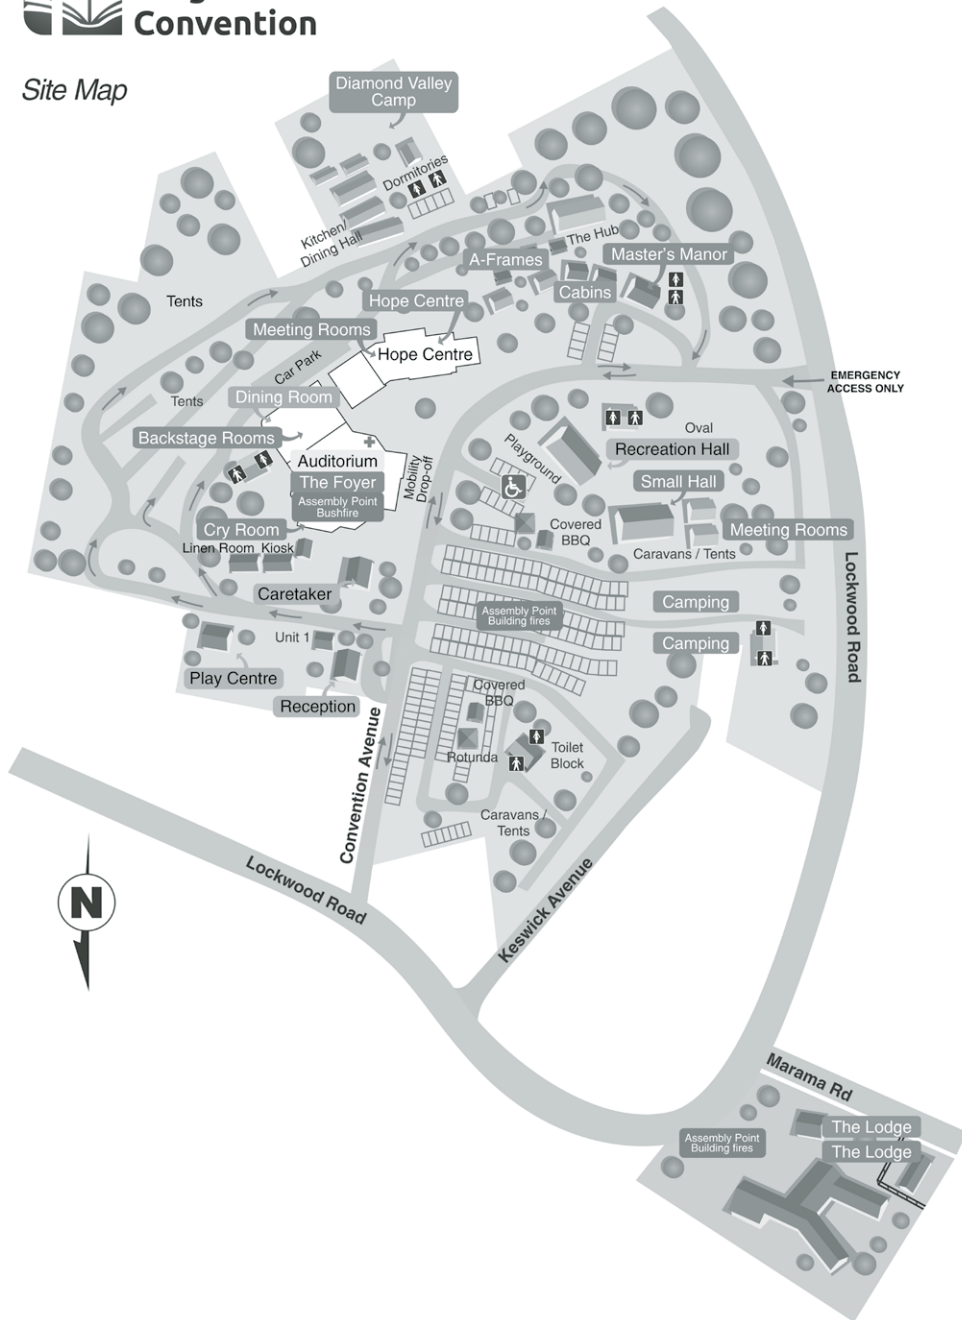 Convention
Site Map
Diamond Valley
Camp
Dormitories
Kitchen/
Dining Hall
The Hub
A-Frames
Master's Manor
Tents
Hope Centre
Cabins
Meeting Rooms
Hope Centre
Car Park
EMERGENCY
ACCESS ONLY
Tents
Dining Room
Backstage Rooms
Oval
Playground
Recreation Hall
Auditorium
Mobility
Drop-off
The Foyer
Small Hall
Assembly Point
Bushfire
Cry Room
Covered
BBQ
Meeting Rooms
Linen Room
Kiosk
Caravans / Tents
Caretaker
Camping
Assembly Point
Building fires
Lockwood Road
Unit 1
Camping
Play Centre
Covered
BBQ
Reception
Rotunda
Toilet
Block
Convention Avenue
Caravans /
Tents
Lockwood Road
N
Keswick Avenue
Marama Rd
The Lodge
Assembly Point
Building fires
The Lodge